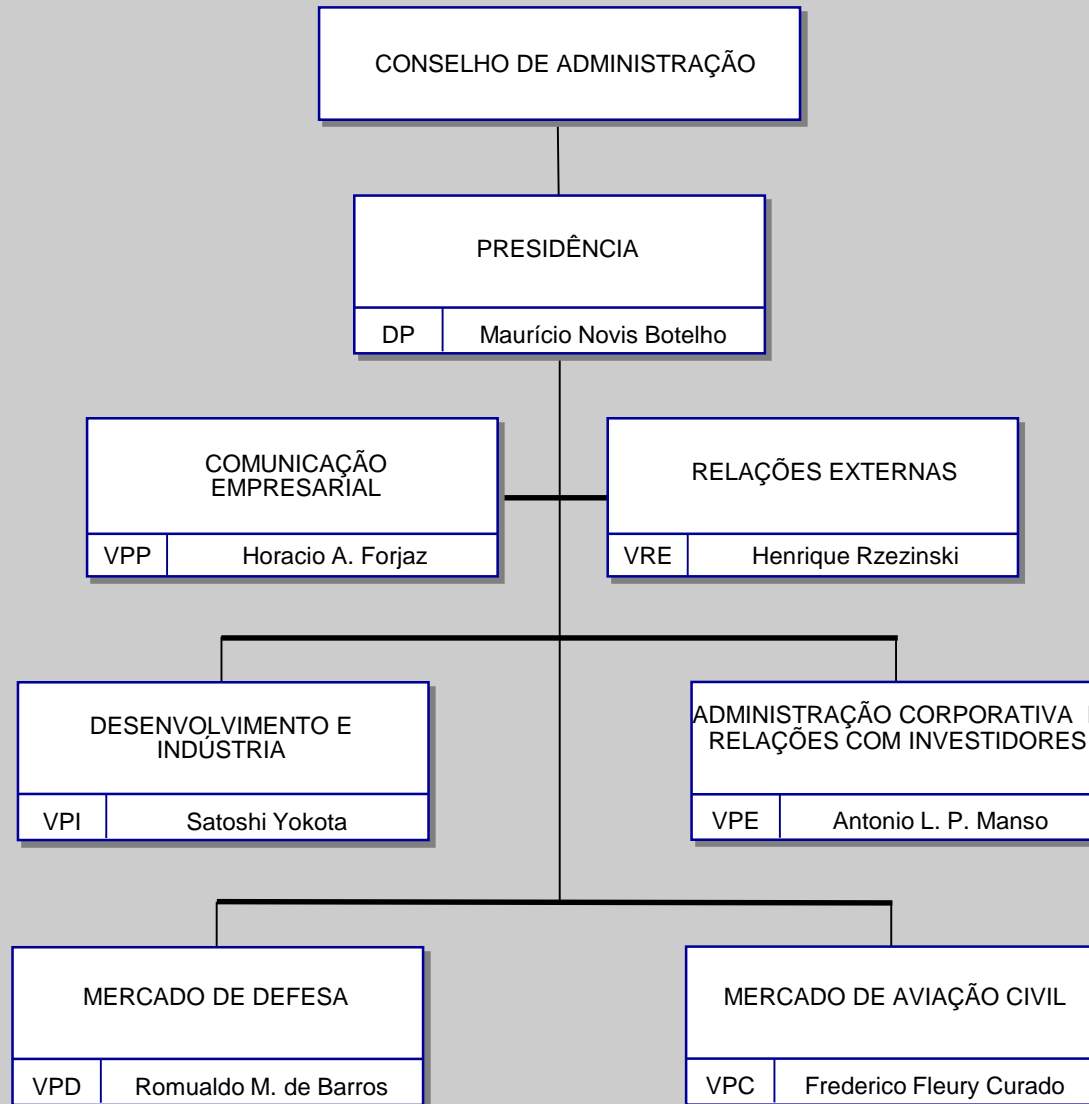 CONSELHO DE ADMINISTRAÇÃO
PRESIDÊNCIA
DP Maurício Novis Botelho
COMUNICAÇÃO
EMPRESARIAL
VPP Horacio A. Forjaz
RELAÇÕES EXTERNAS
VRE Henrique Rzezinski
DESENVOLVIMENTO E
INDÚSTRIA
VPI Satoshi Yokota
ADMINISTRAÇÃO CORPORATIVA
RELAÇÕES COM INVESTIDORES
VPE Antonio L. P. Manso
MERCADO DE DEFESA
VPD Romualdo M. de Barros
MERCADO DE AVIAÇÃO CIVIL
VPC Frederico Fleury Curado